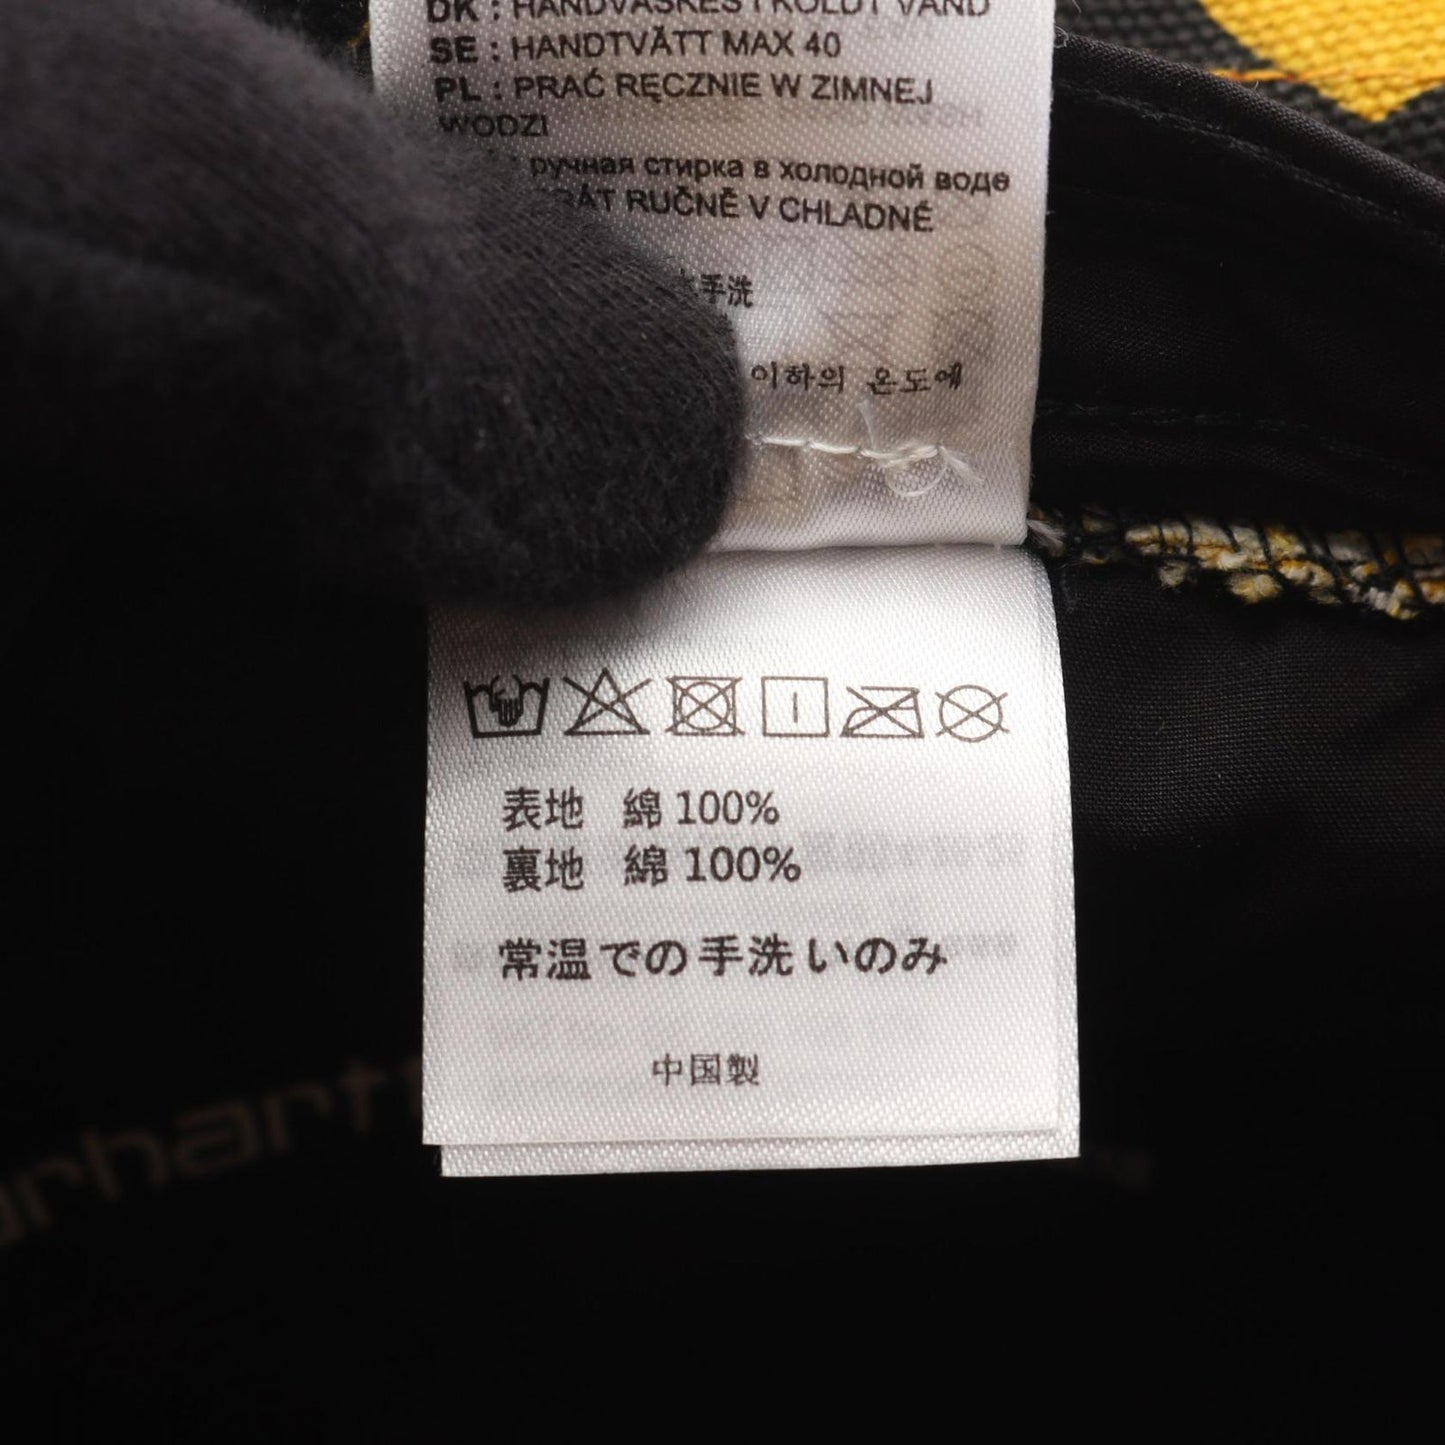 DK : HANDVASKES I KOLDT VAND
SE : HANDTVÄTT MAX 40
PL : PRAĆ RĘCZNIE W ZIMNEJ
WODZI
ручная стирка в холодной воде
RUČNĚ V CHLADNÉ
手洗
이하의 온도에
表地 綿 100%
裏地 綿 100%
常温での手洗いのみ
中国製